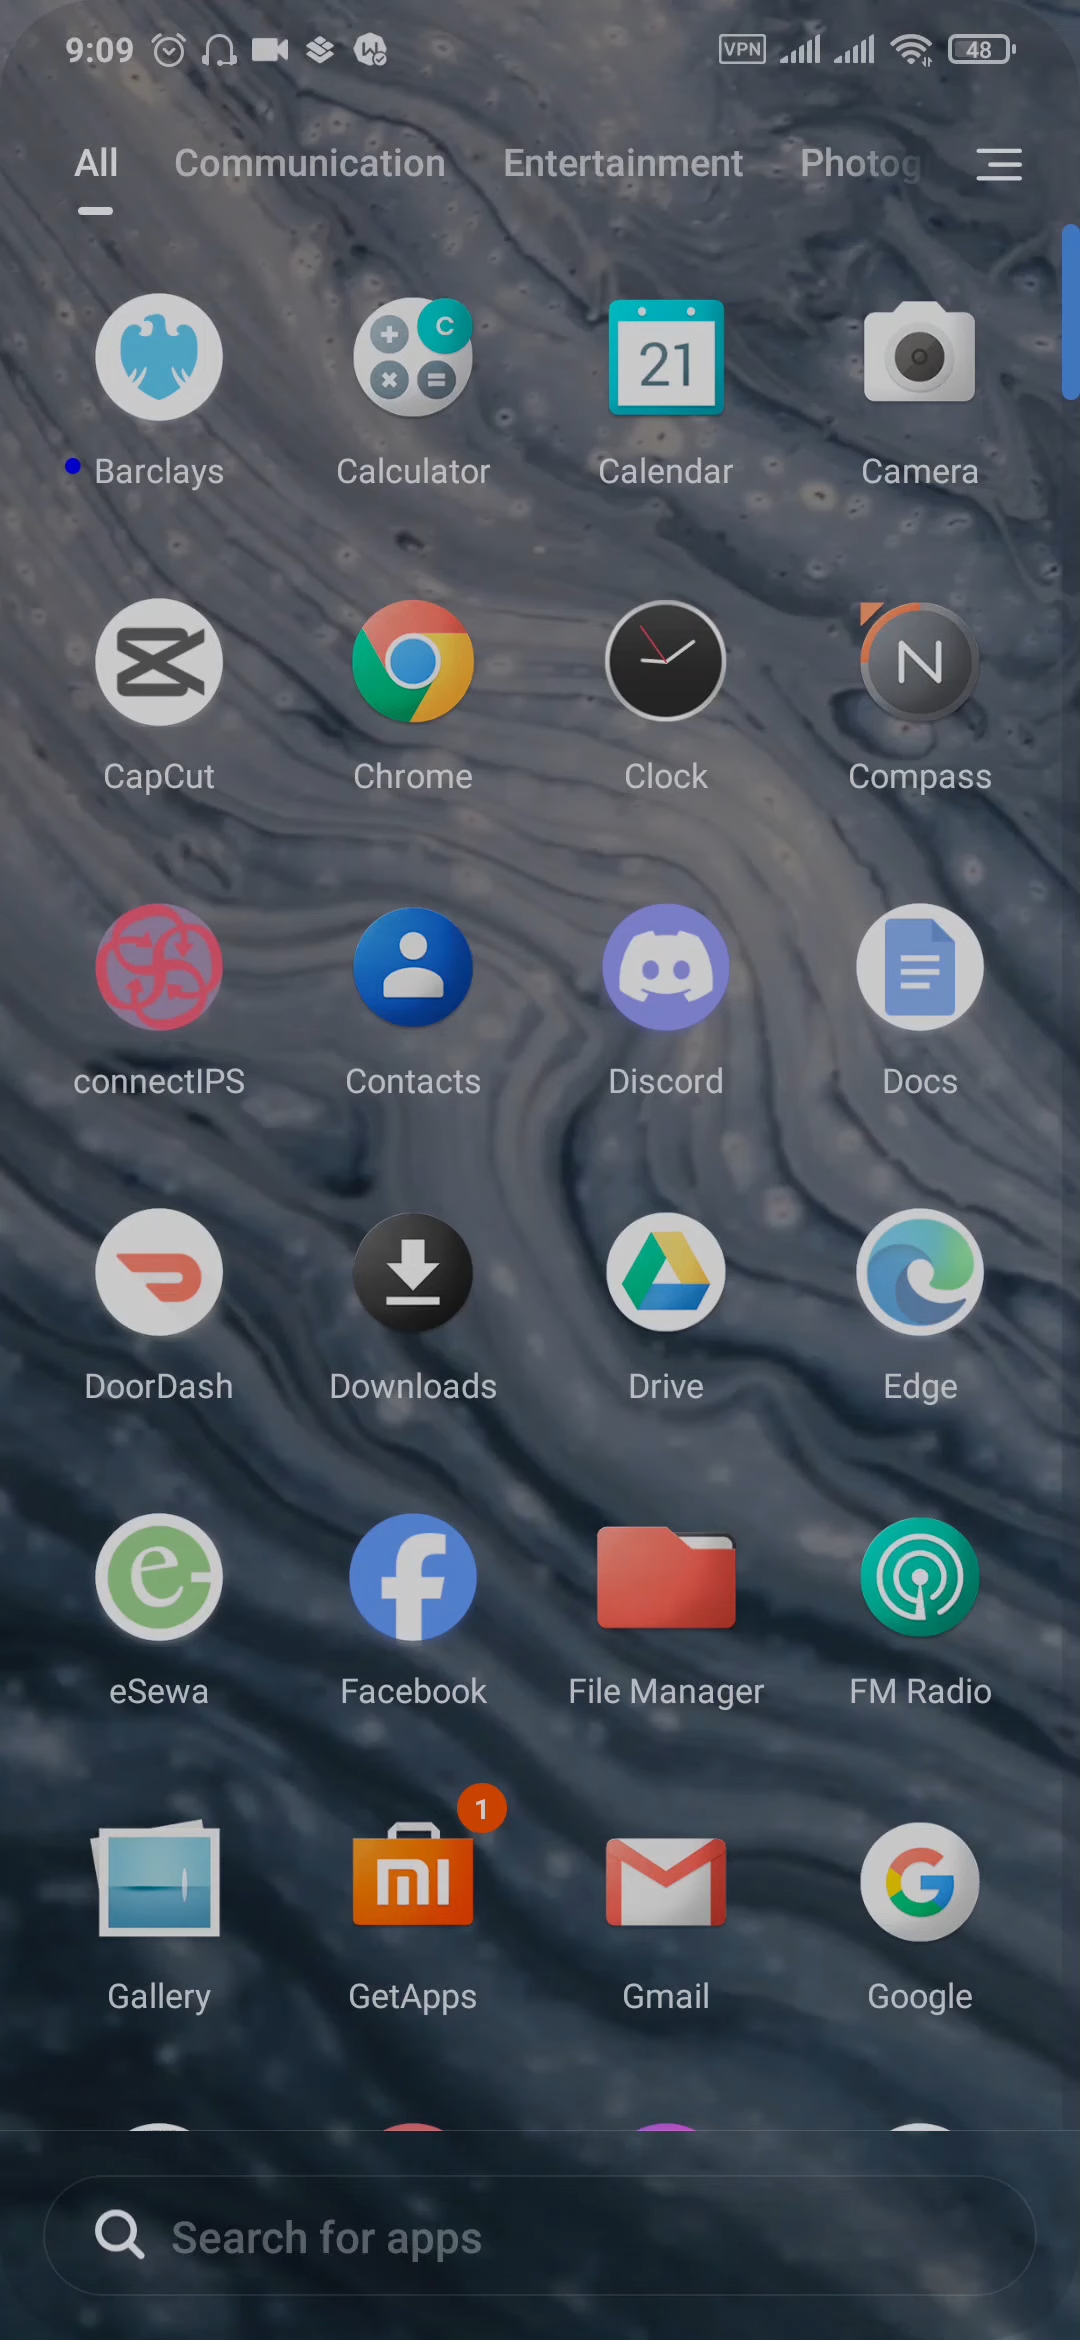 9:09 VPN 48
All Communication Entertainment Photog
C
21
Barclays Calculator Calendar Camera
N
CapCut Chrome Clock Compass
connectIPS Contacts Discord Docs
DoorDash Downloads Drive Edge
eSewa Facebook File Manager FM Radio
1
Gallery GetApps Gmail Google
Search for apps